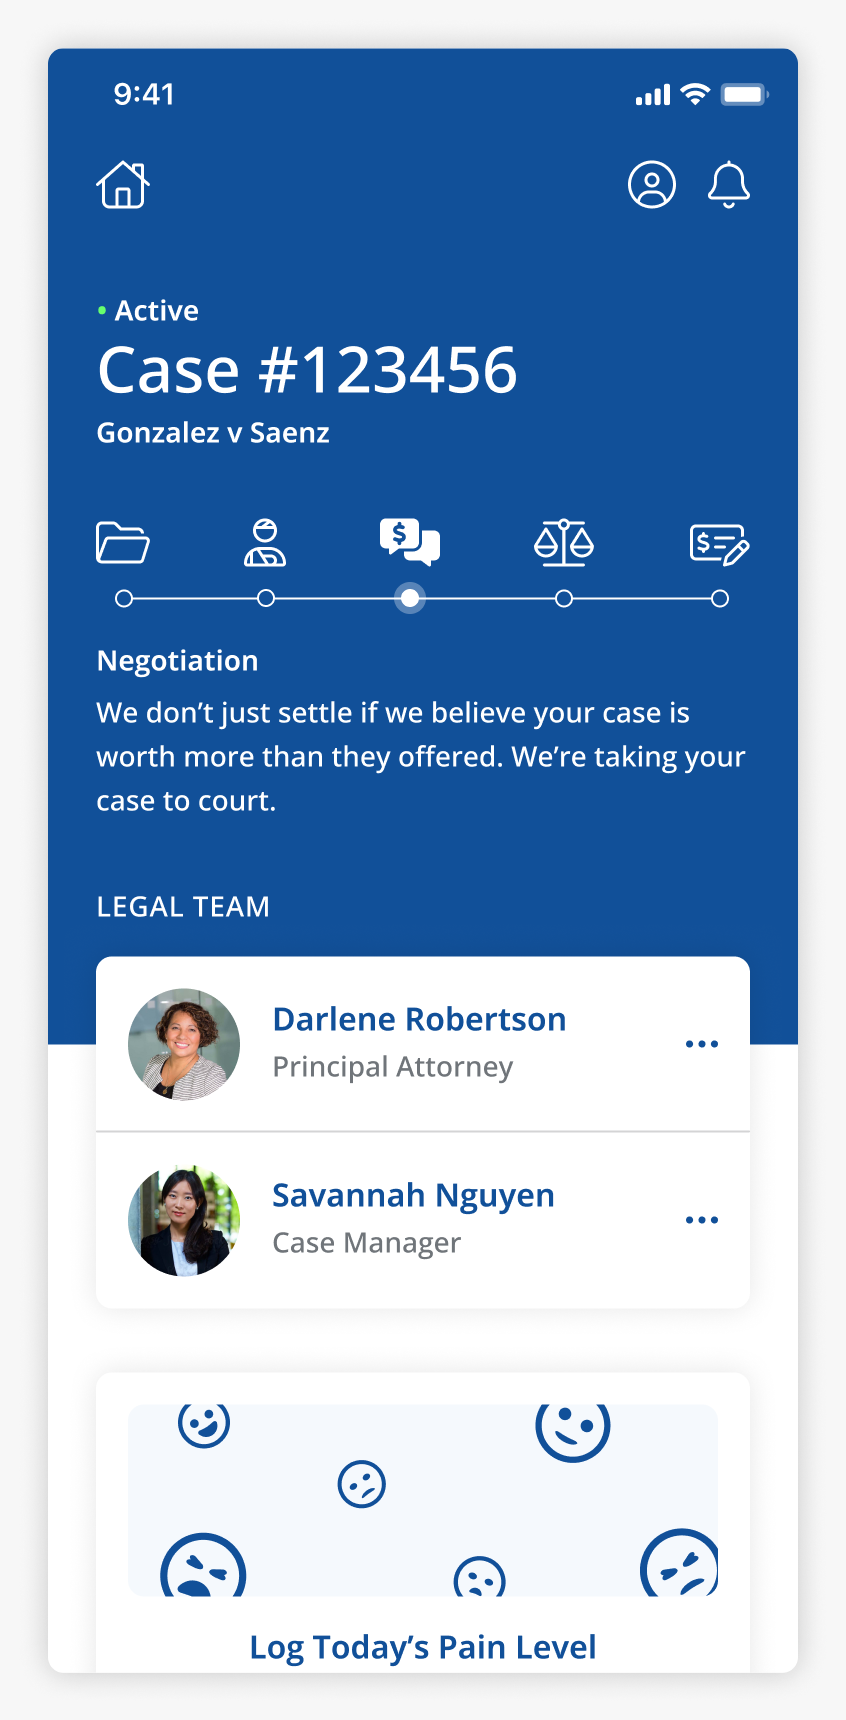 9:41
• Active
Case #123456
Gonzalez v Saenz
Negotiation
We don’t just settle if we believe your case is
worth more than they offered. We’re taking your
case to court.
LEGAL TEAM
Darlene Robertson
Principal Attorney
Savannah Nguyen
Case Manager
Log Today’s Pain Level